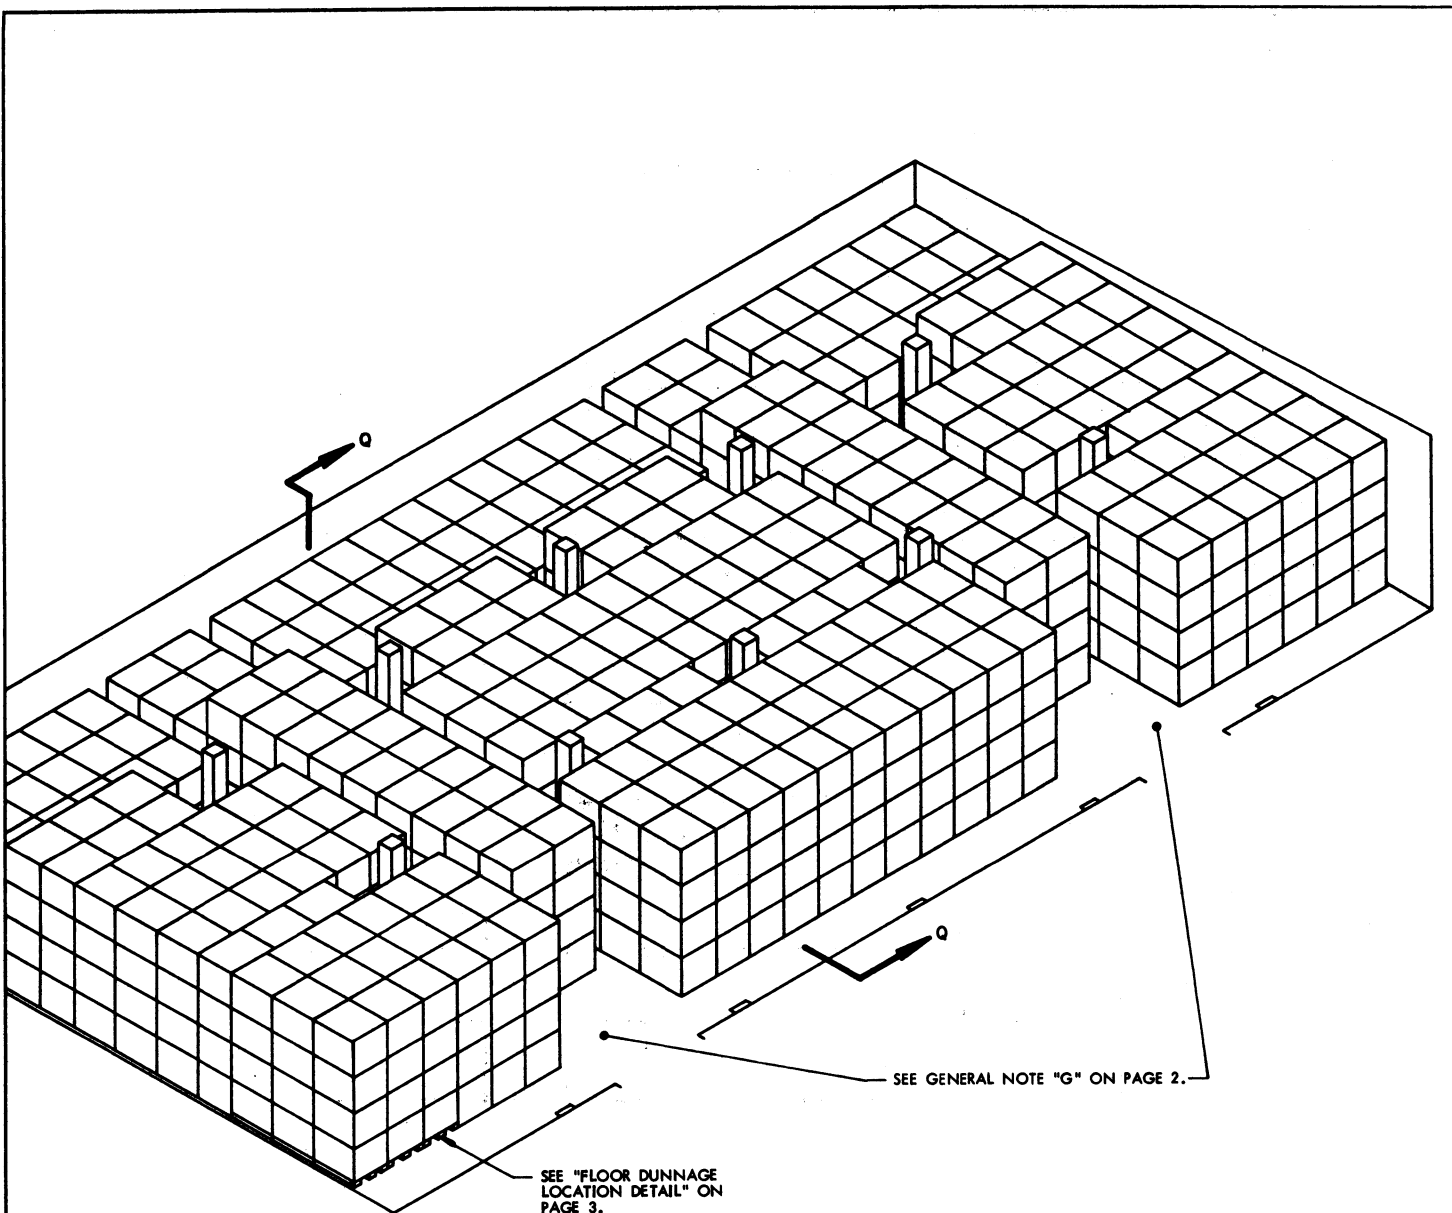 Q
Q
SEE GENERAL NOTE "G" ON PAGE 2.
SEE "FLOOR DUNNAGE
LOCATION DETAIL" ON
PAGE 3.